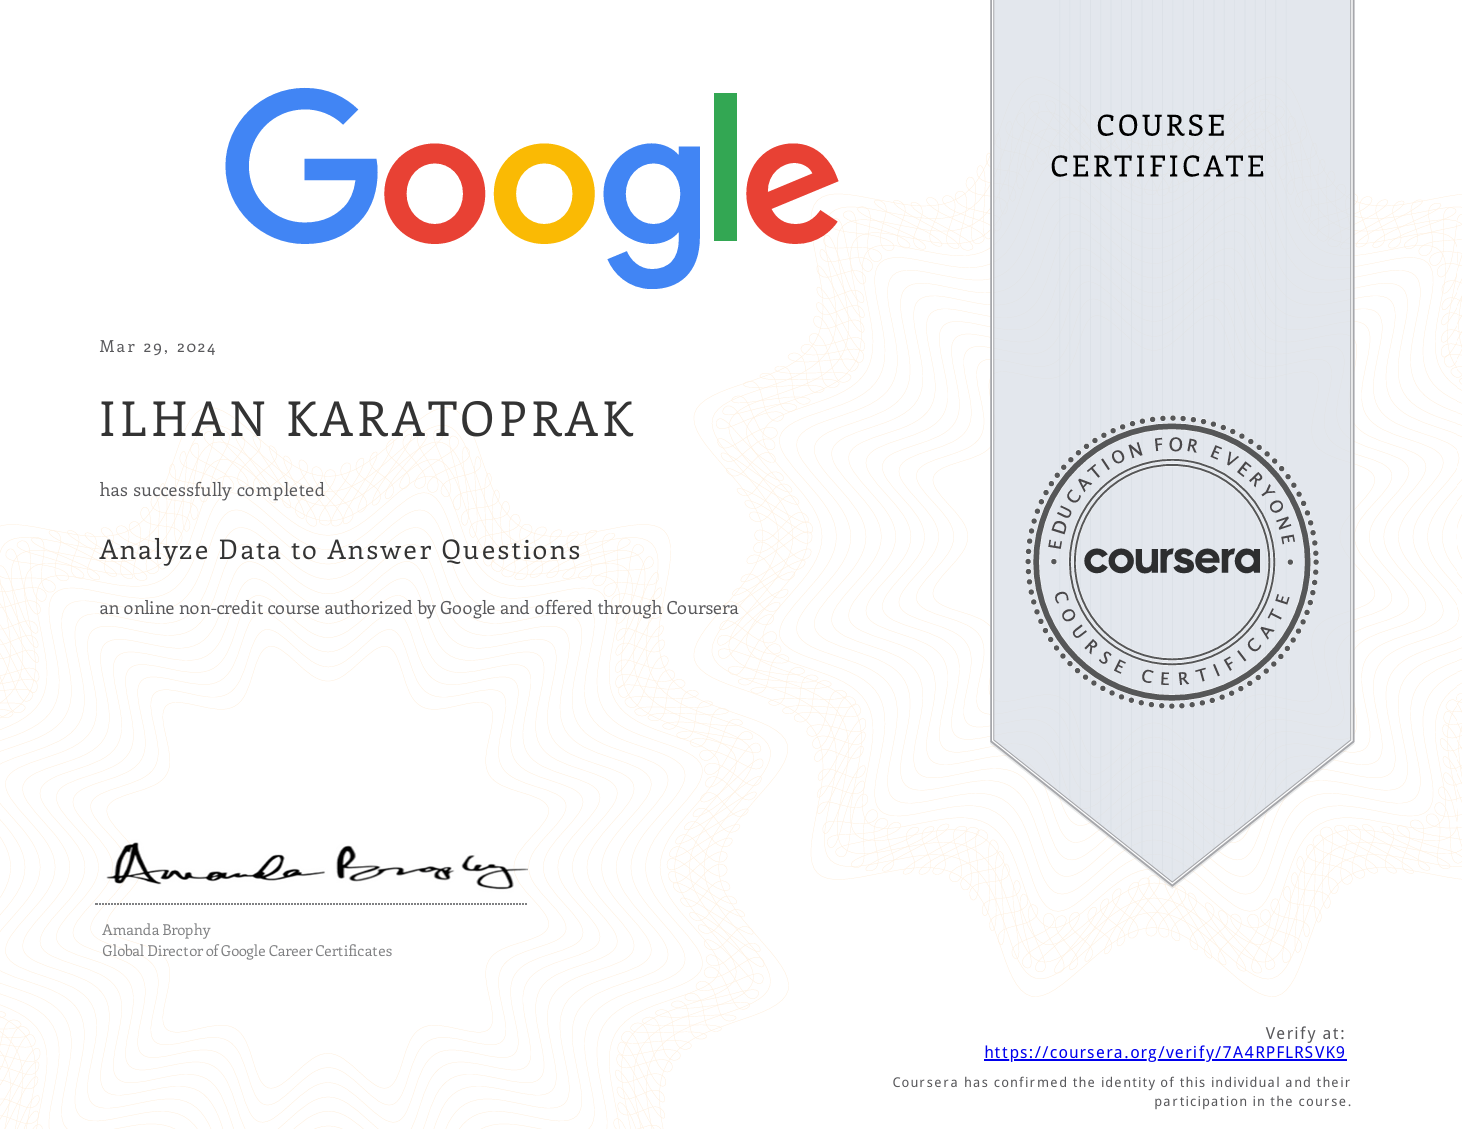 Google
COURSE
CERTIFICATE
Mar 29, 2024
ILHAN KARATOPRAK
has successfully completed
Analyze Data to Answer Questions
an online non-credit course authorized by Google and offered through Coursera
EDUCATION FOR EVERYONE
coursera
COURSE CERTIFICATE
Amanda Brophy
Amanda Brophy
Global Director of Google Career Certificates
Verify at:
https://coursera.org/verify/7A4RPFLRSVK9
Coursera has confirmed the identity of this individual and their
participation in the course.